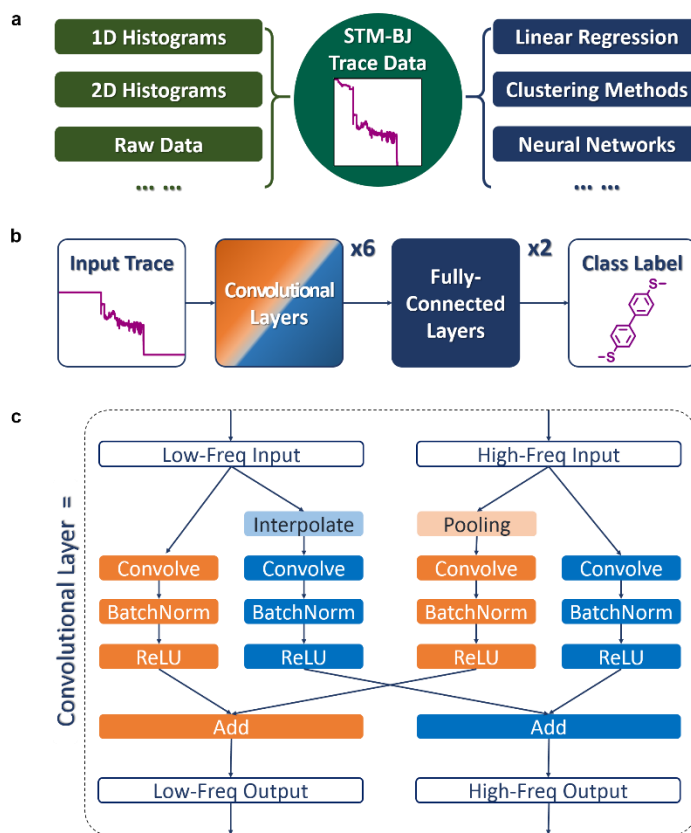 a
1D Histograms
2D Histograms
Raw Data
... ...
STM-BJ
Trace Data
Linear Regression
Clustering Methods
Neural Networks
... ...
b
Input Trace
Convolutional
Layers
x6
Fully-
Connected
Layers
x2
Class Label
S
S
c
Convolutional Layer =
Low-Freq Input
High-Freq Input
Interpolate
Pooling
Convolve
Convolve
Convolve
Convolve
BatchNorm
BatchNorm
BatchNorm
BatchNorm
ReLU
ReLU
ReLU
ReLU
Add
Add
Low-Freq Output
High-Freq Output